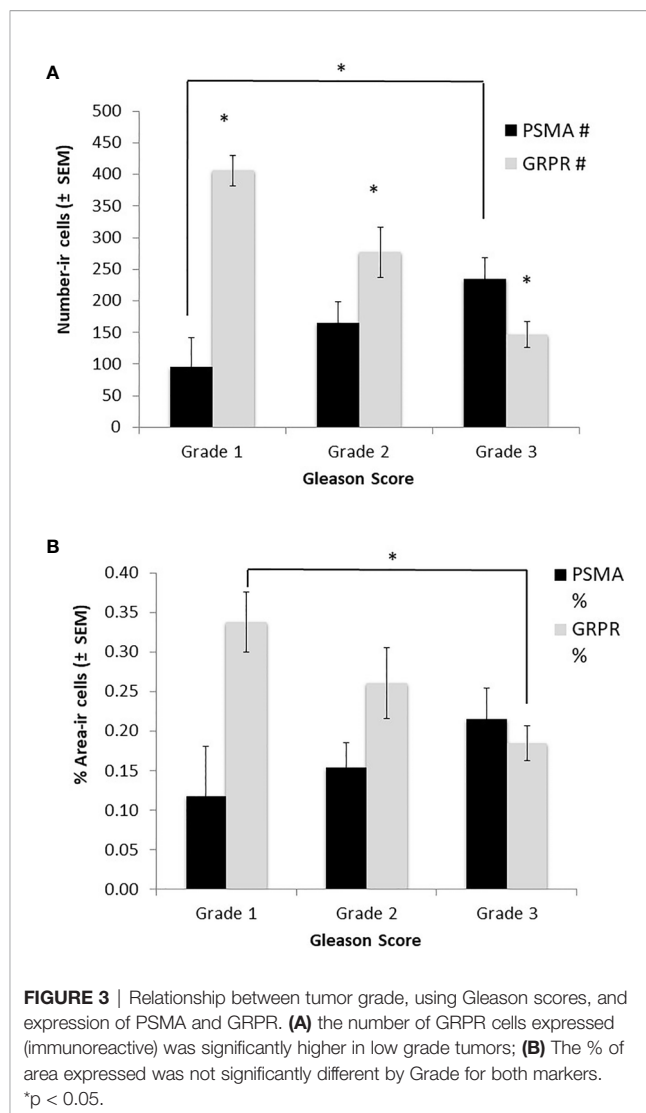 A
*
500
450
400
350
300
250
200
150
100
50
0
Number-ir cells (± SEM)
*
*
*
PSMA #
GRPR #
Grade 1 Grade 2 Grade 3
Gleason Score
B
*
0.40
0.35
0.30
0.25
0.20
0.15
0.10
0.05
0.00
% Area-ir cells (± SEM)
PSMA
%
GRPR
%
Grade 1 Grade 2 Grade 3
Gleason Score
FIGURE 3 | Relationship between tumor grade, using Gleason scores, and
expression of PSMA and GRPR. (A) the number of GRPR cells expressed
(immunoreactive) was significantly higher in low grade tumors; (B) The % of
area expressed was not significantly different by Grade for both markers.
*p < 0.05.